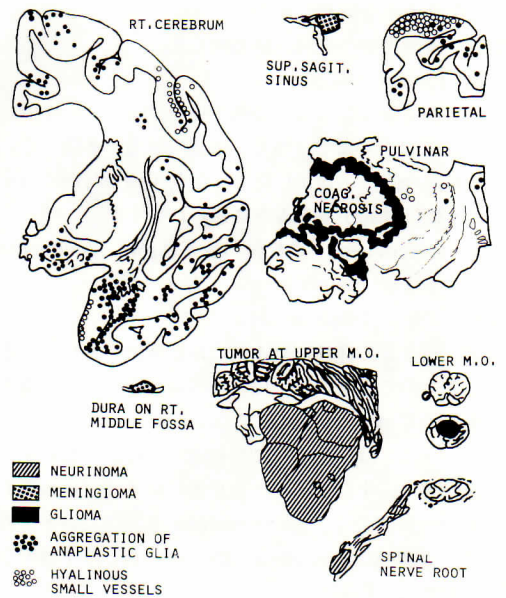 RT. CEREBRUM
SUP. SAGIT.
SINUS
PARIETAL
PULVINAR
COAG.
NECROSIS
TUMOR AT UPPER M.O.
LOWER M.O.
DURA ON RT.
MIDDLE FOSSA
NEURINOMA
MENINGIOMA
GLIOMA
AGGREGATION OF
ANAPLASTIC GLIA
HYALINOUS
SMALL VESSELS
SPINAL
NERVE ROOT